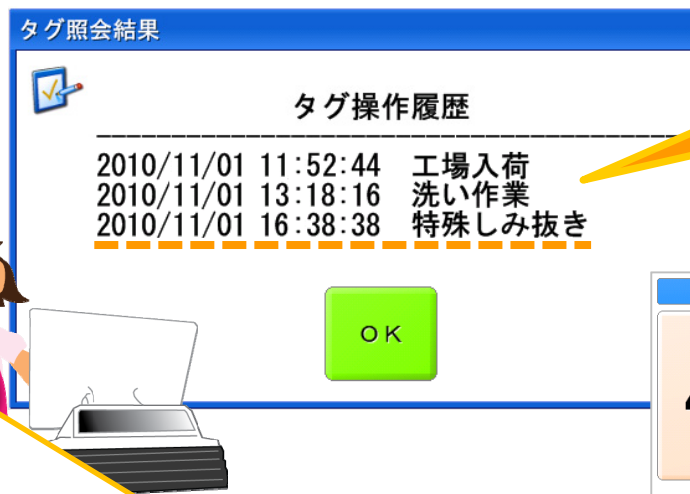 タグ照会結果
タグ操作履歴
2010/11/01 11:52:44 工場入荷
2010/11/01 13:18:16 洗い作業
2010/11/01 16:38:38 特殊しみ抜き
OK